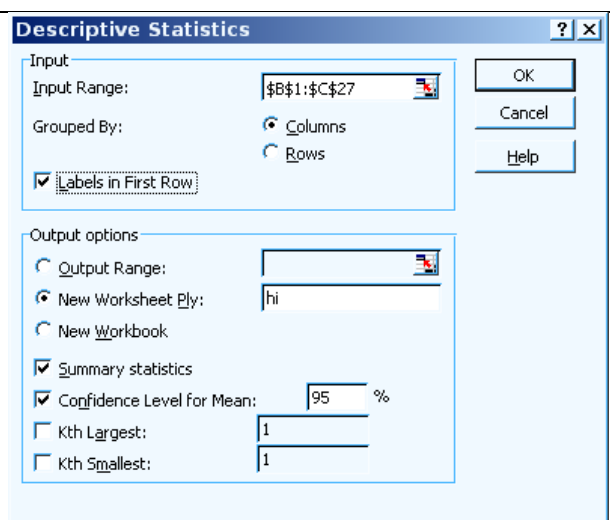 Descriptive Statistics
? ×
Input
Input Range: $B$1:$C$27
OK
Cancel
Help
Grouped By: Columns
Rows
Labels in First Row
Output options
Output Range:
New Worksheet Ply: hi
New Workbook
Summary statistics
Confidence Level for Mean: 95 %
Kth Largest: 1
Kth Smallest: 1